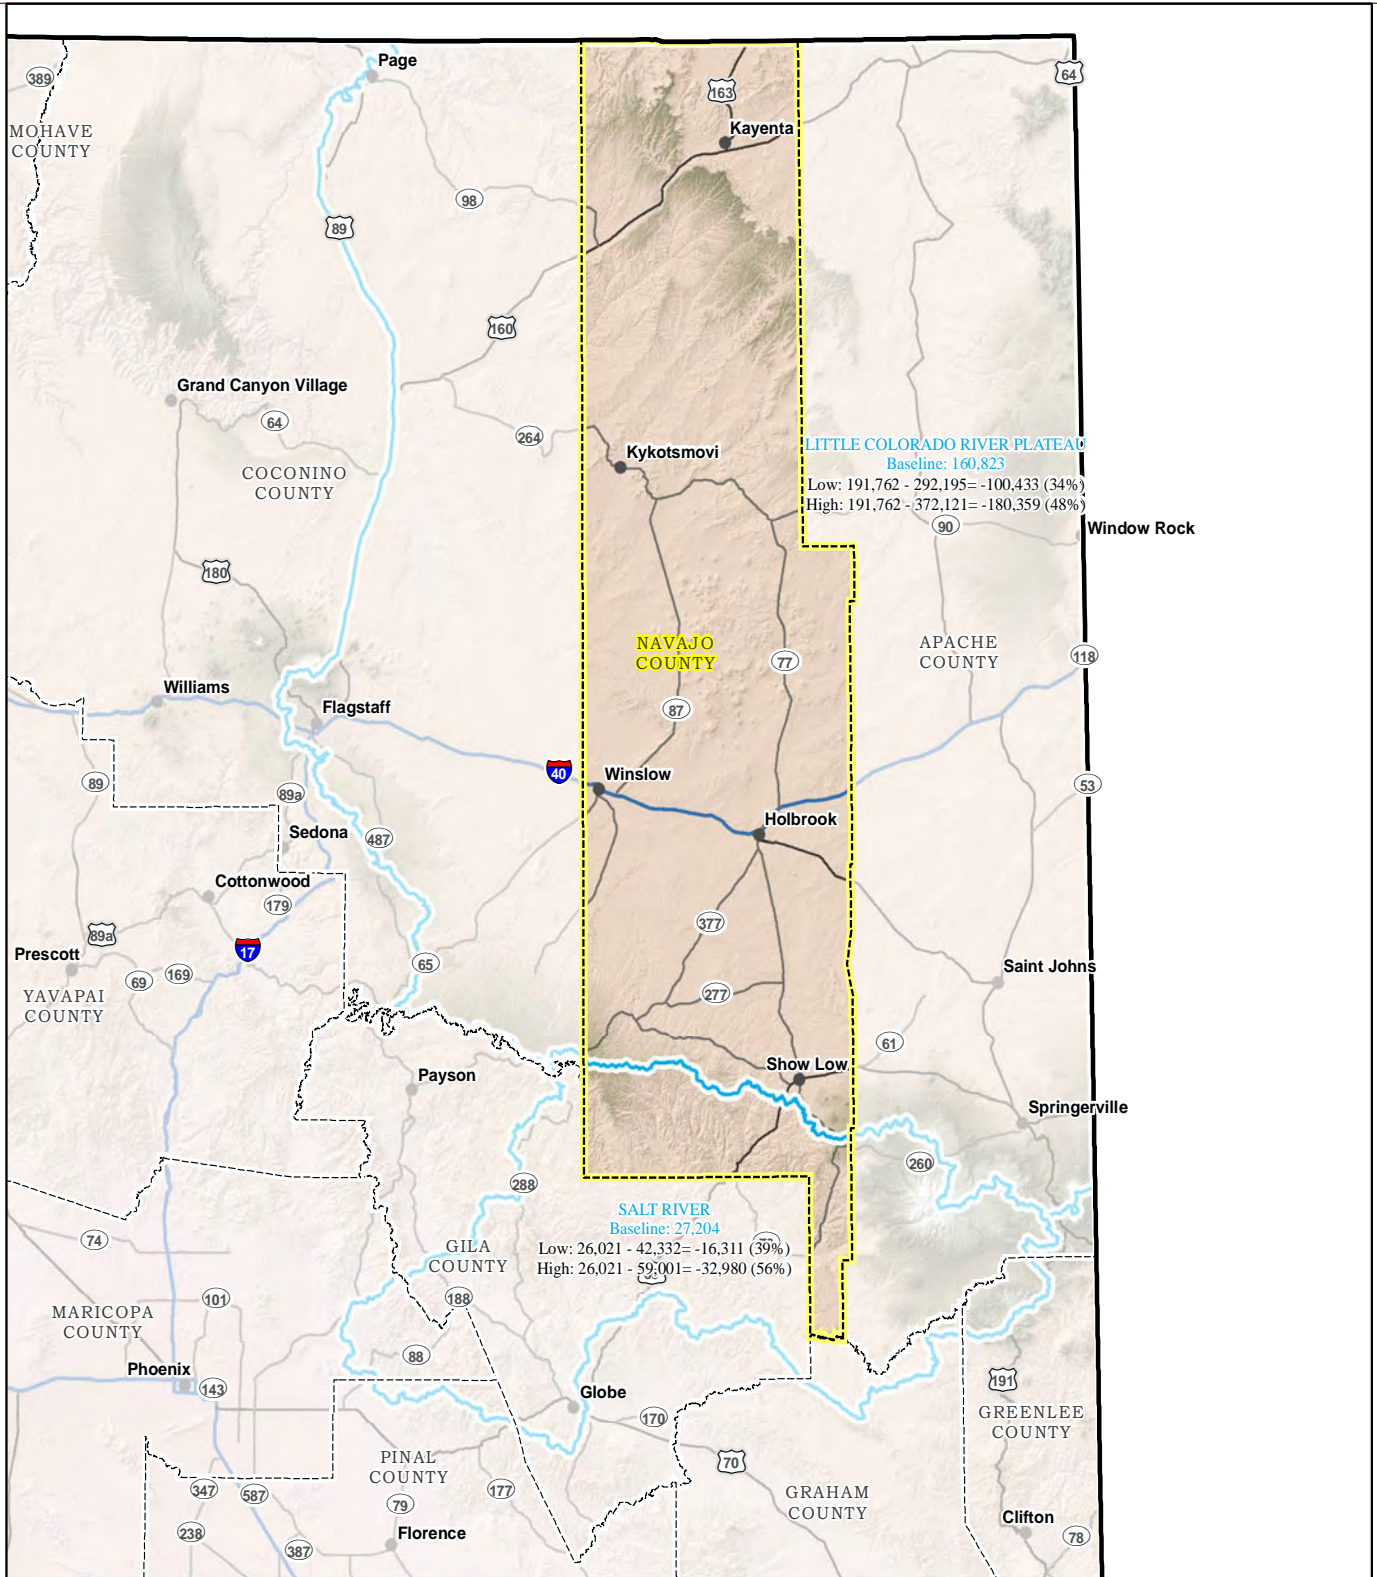 Page
389
64
163
MOHAVE
COUNTY
Kayenta
98
89
160
Grand Canyon Village
64
264
LITTLE COLORADO RIVER PLATEAU
Baseline: 160,823
Low: 191,762 - 292,195= -100,433 (34%)
High: 191,762 - 372,121= -180,359 (48%)
Kykotsmovi
COCONINO
COUNTY
90
Window Rock
180
NAVAJO
COUNTY
APACHE
COUNTY
77
118
Williams
Flagstaff
87
40
Winslow
89
89a
53
Holbrook
Sedona
487
Cottonwood
179
377
89a
17
Prescott
65
69
169
Saint Johns
YAVAPAI
COUNTY
277
61
Show Low
Payson
Springerville
260
288
SALT RIVER
Baseline: 27,204
Low: 26,021 - 42,332= -16,311 (39%)
High: 26,021 - 59,001= -32,980 (56%)
74
GILA
COUNTY
101
188
MARICOPA
COUNTY
88
Phoenix
143
191
Globe
170
GREENLEE
COUNTY
PINAL
COUNTY
70
347
587
177
79
GRAHAM
COUNTY
238
Florence
387
Clifton
78